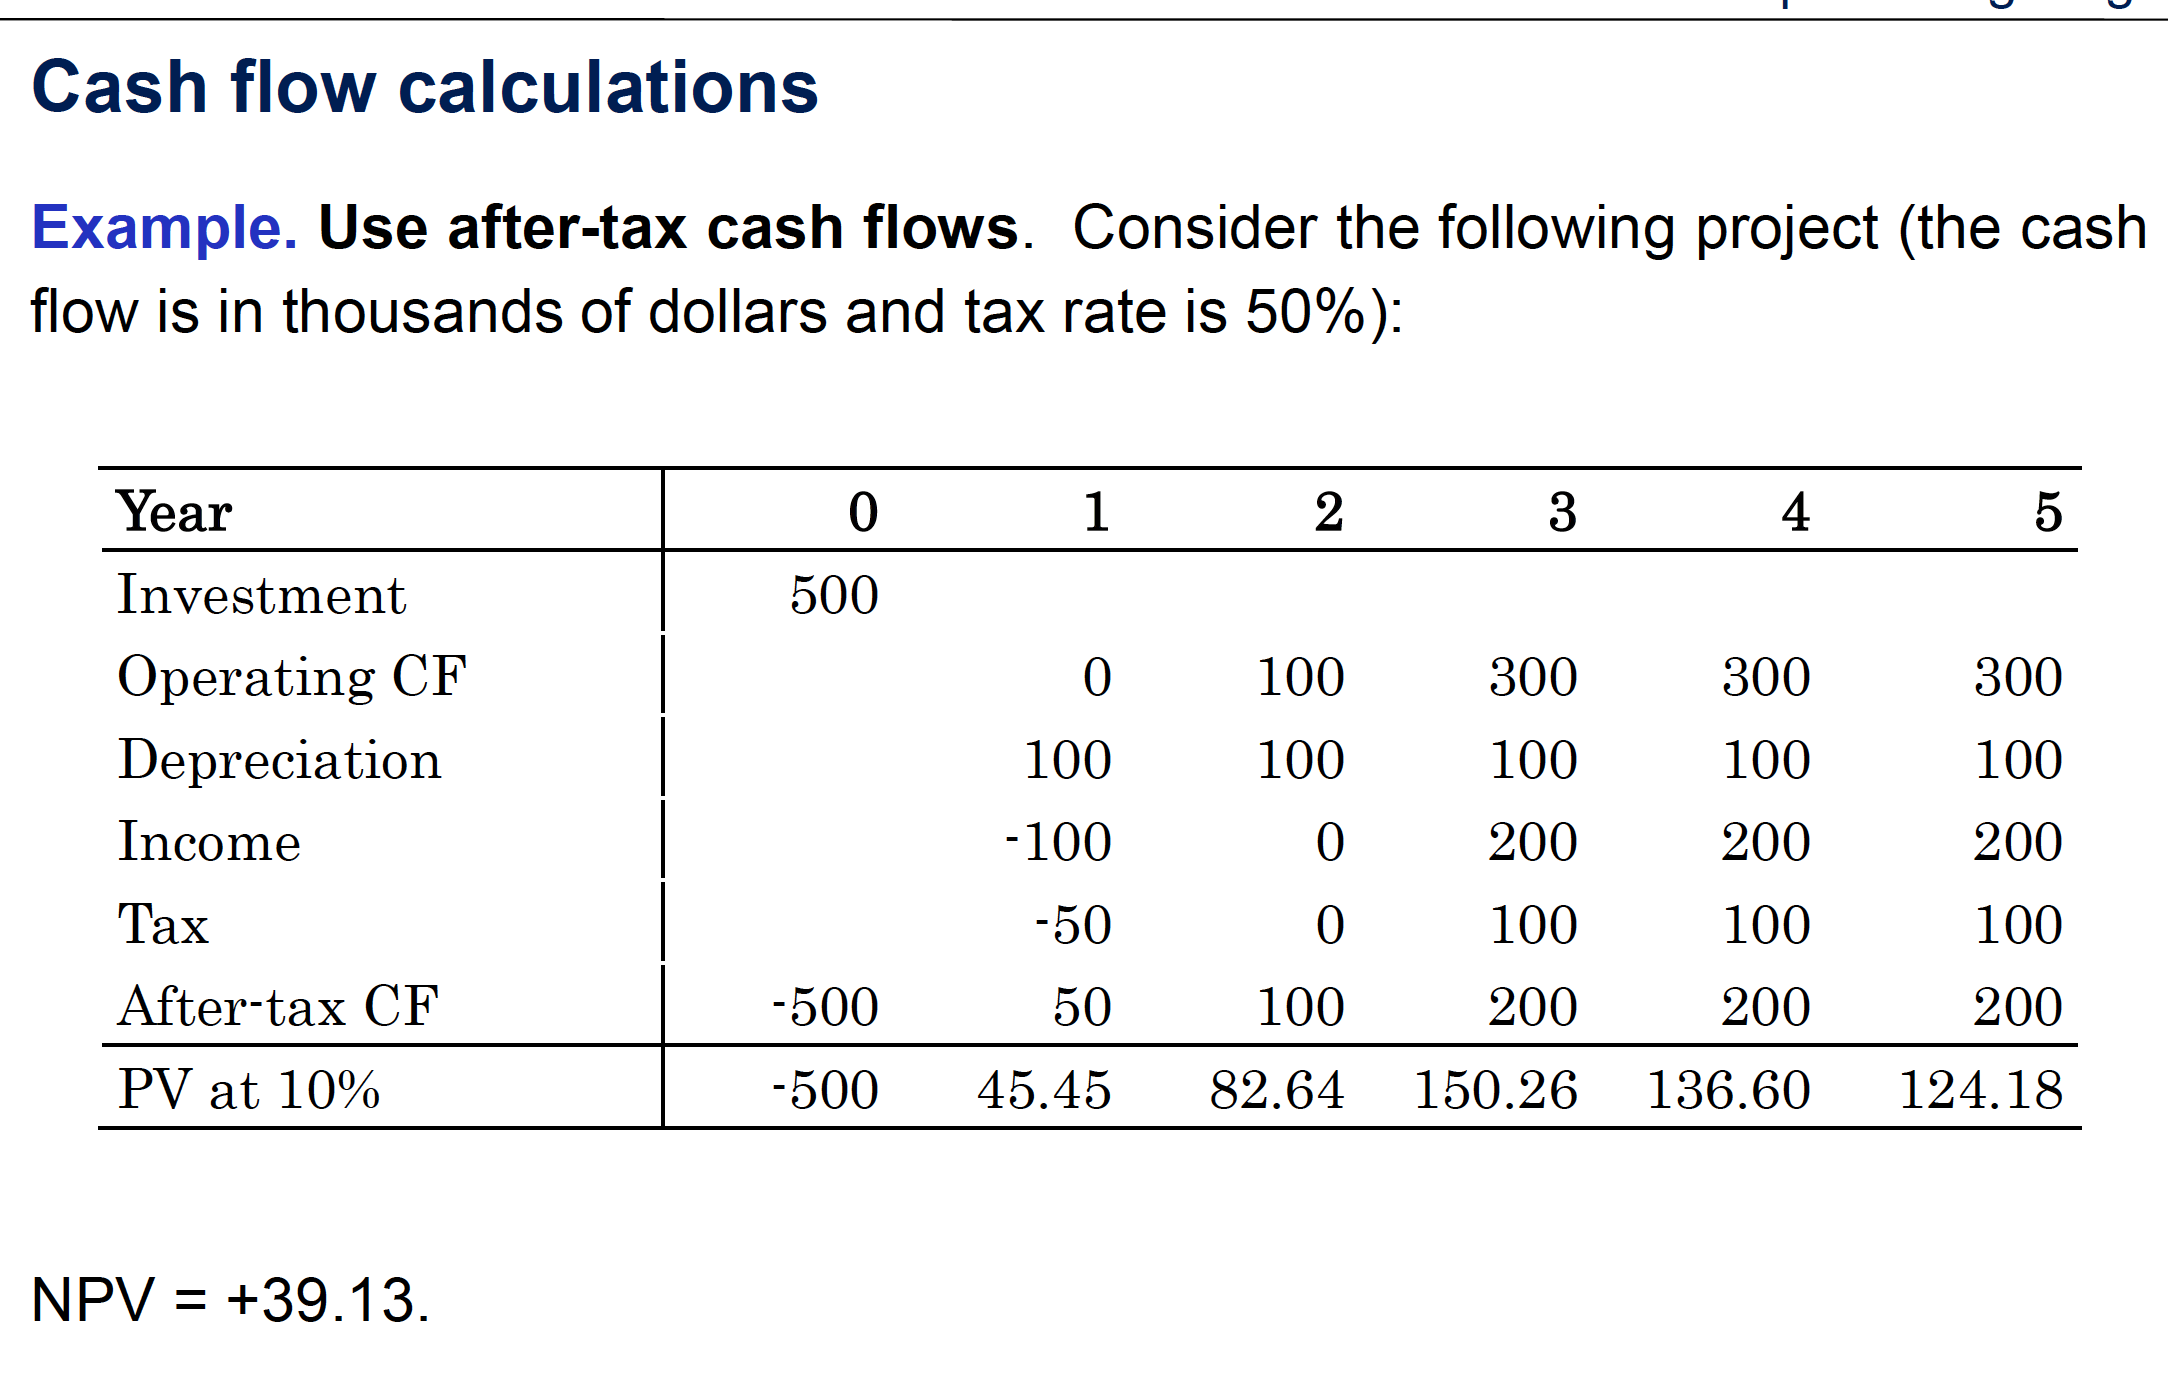 Cash flow calculations
Example. Use after-tax cash flows. Consider the following project (the cash
flow is in thousands of dollars and tax rate is 50%):
Year 0 1 2 3 4 5
Investment 500
Operating CF 0 100 300 300 300
Depreciation 100 100 100 100 100
Income -100 0 200 200 200
Tax -50 0 100 100 100
After-tax CF -500 50 100 200 200 200
PV at 10% -500 45.45 82.64 150.26 136.60 124.18
NPV = +39.13.